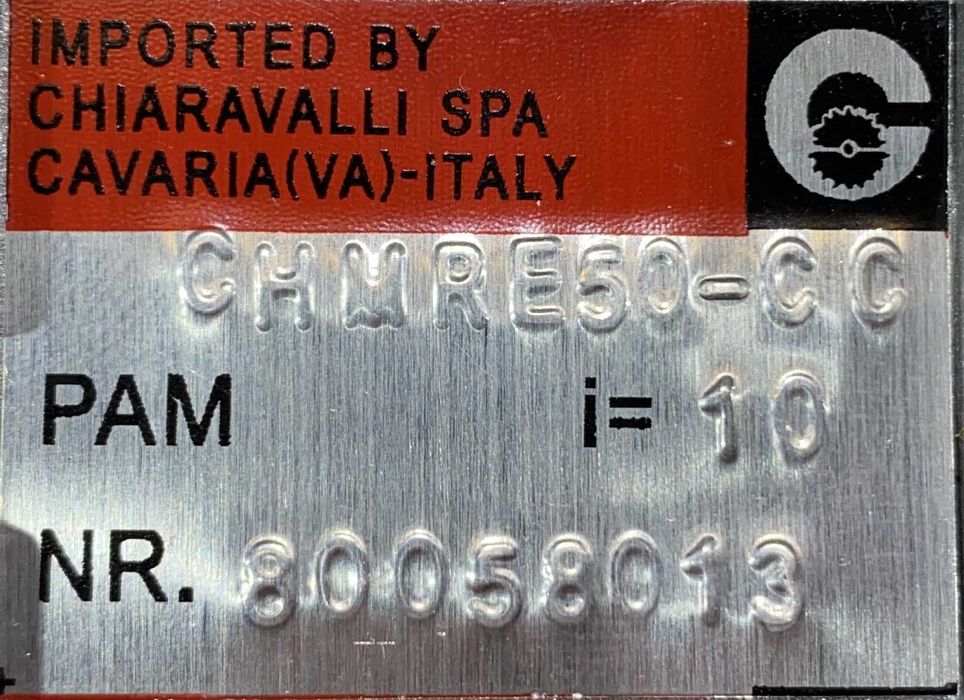 IMPORTED BY
CHIARAVALLI SPA
CAVARIA(VA)-iTALY
CHMRE50-CC
PAM i= 10
NR. 80058013